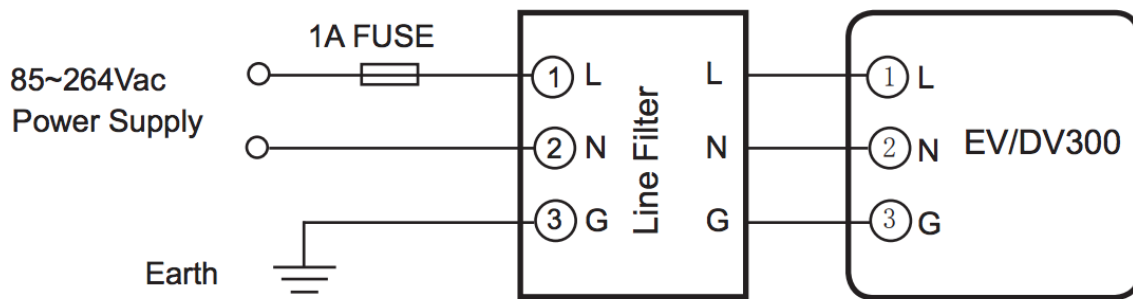 1A FUSE
85~264Vac
Power Supply
1 L
2 N
3 G
Line Filter
L
N
G
1 L
2 N
3 G
EV/DV300
Earth